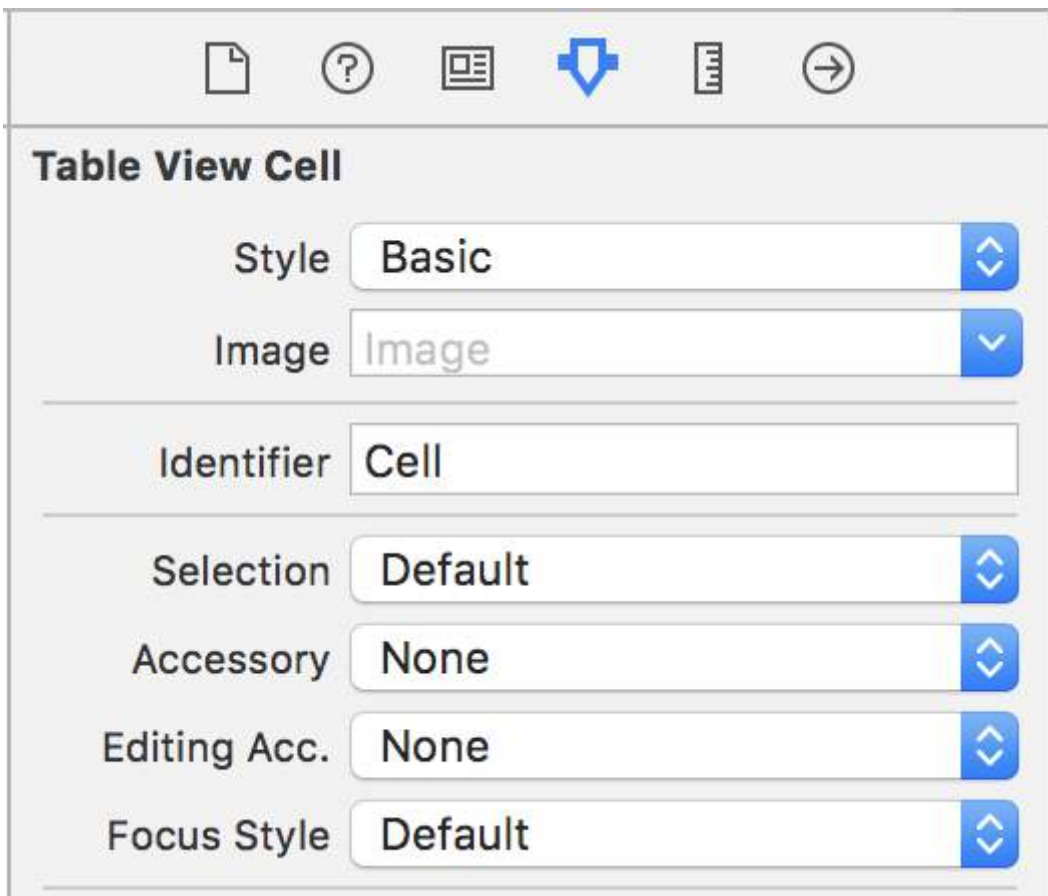 Table View Cell
Style Basic
Image Image
Identifier Cell
Selection Default
Accessory None
Editing Acc. None
Focus Style Default